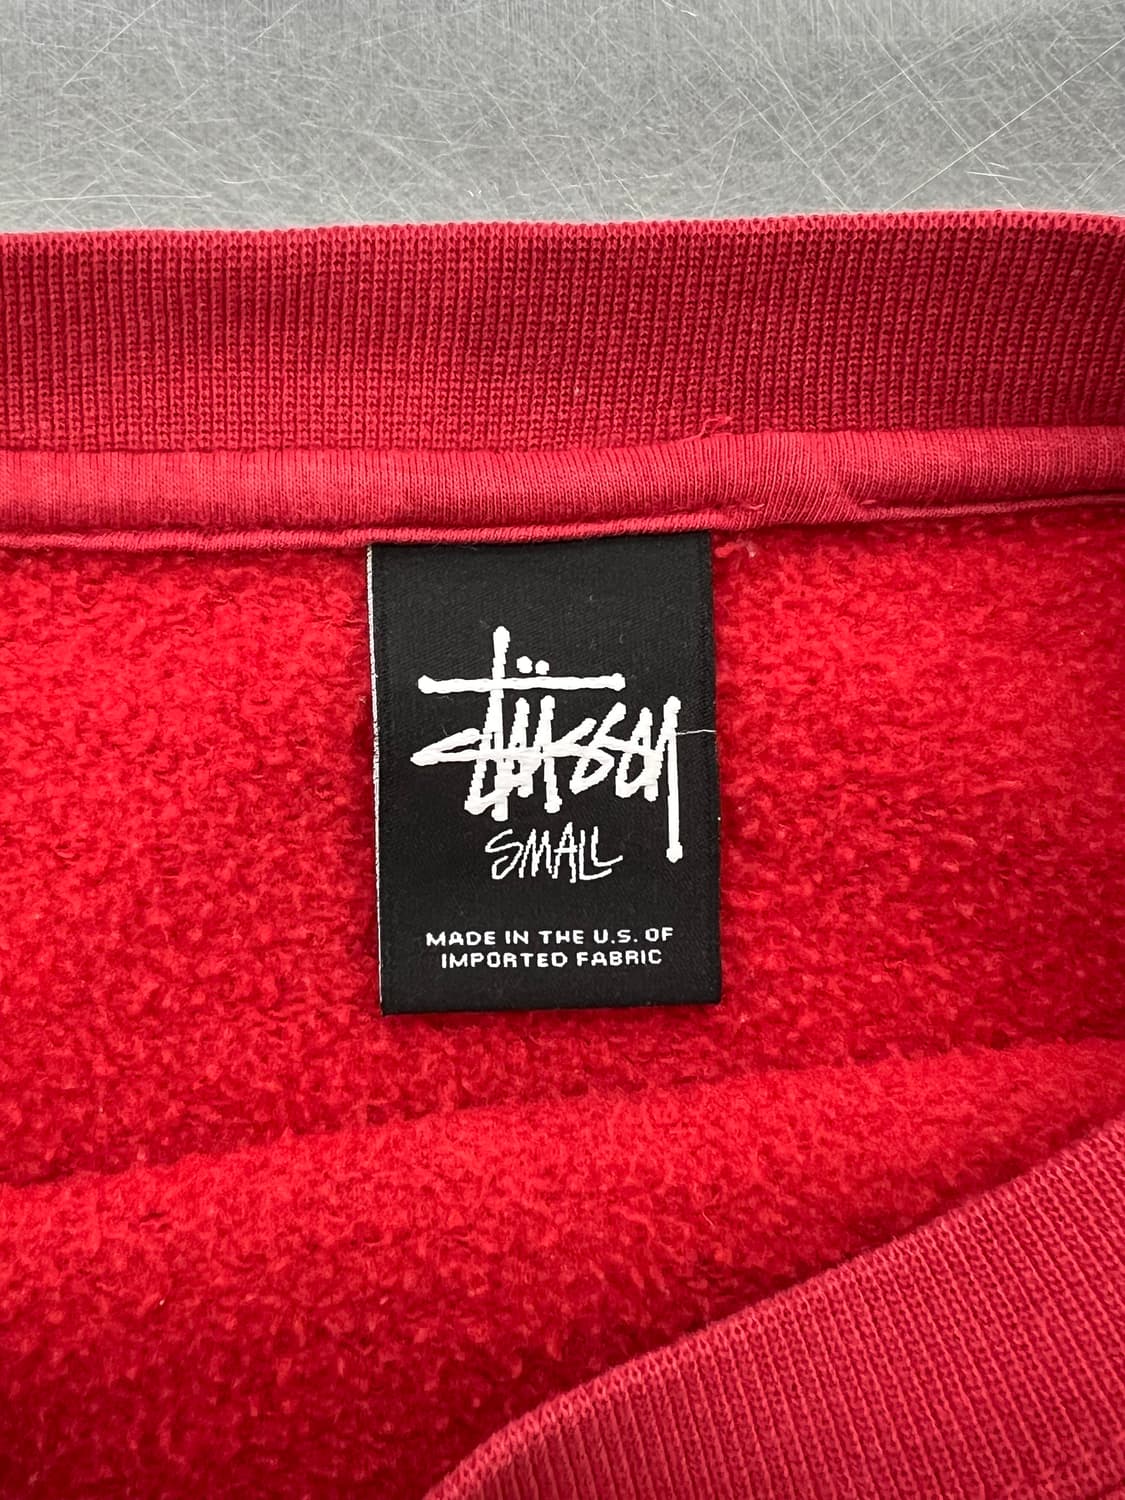 stüssy
SMALL
MADE IN THE U.S. OF
IMPORTED FABRIC